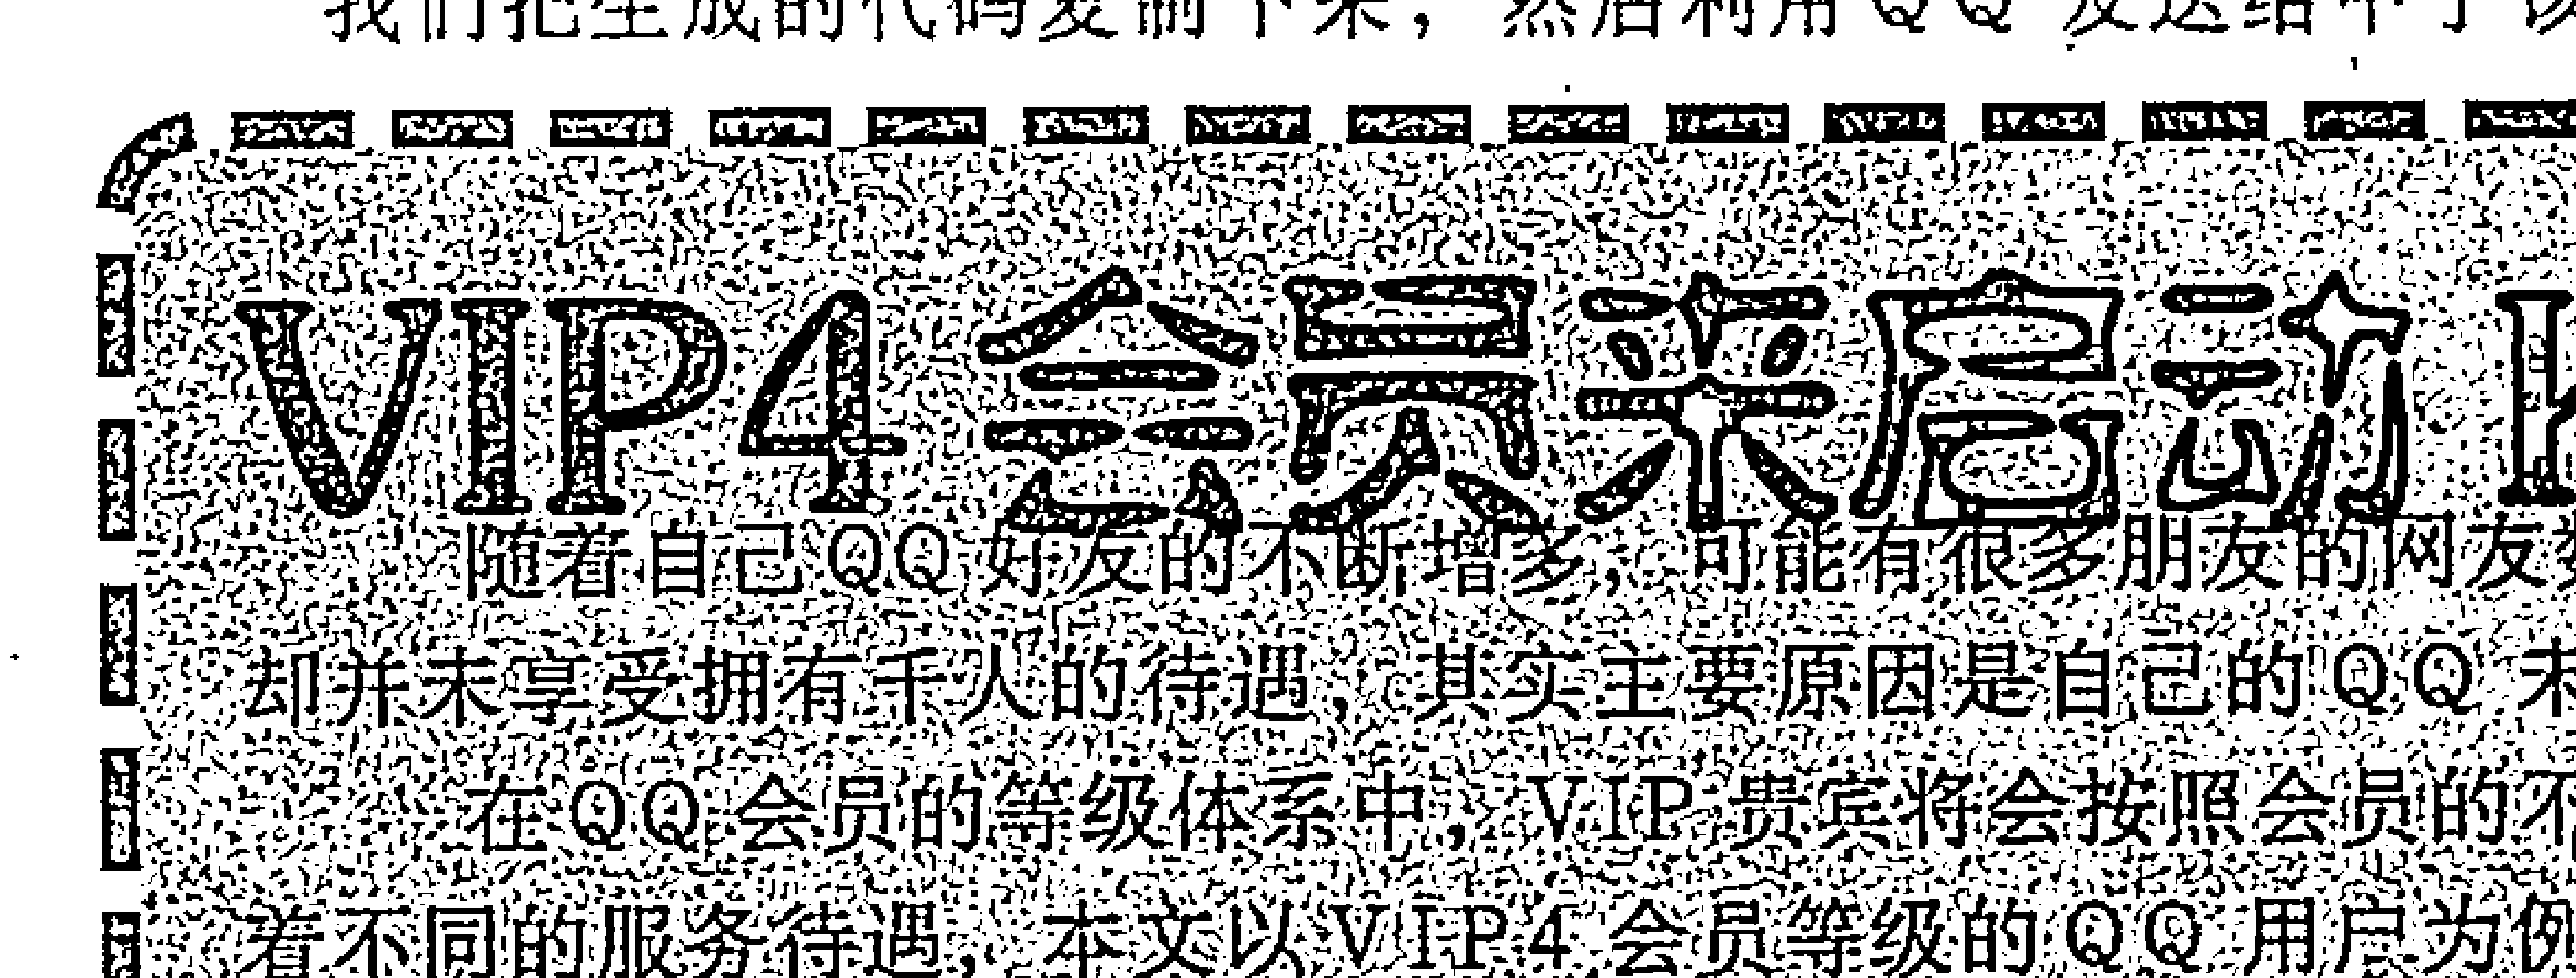 我们把生成的代码复制下来，然后利用QQ发送给
VIP4会员来启动
随着自己QQ好友的不断增多，可能有很多朋友的网友数
却并未享受拥有千人的待遇，其实主要原因是自己的QQ未
在QQ会员的等级体系中，VIP贵宾将会按照会员的不
着不同的服务待遇，本文以VIP4会员等级的QQ用户为例